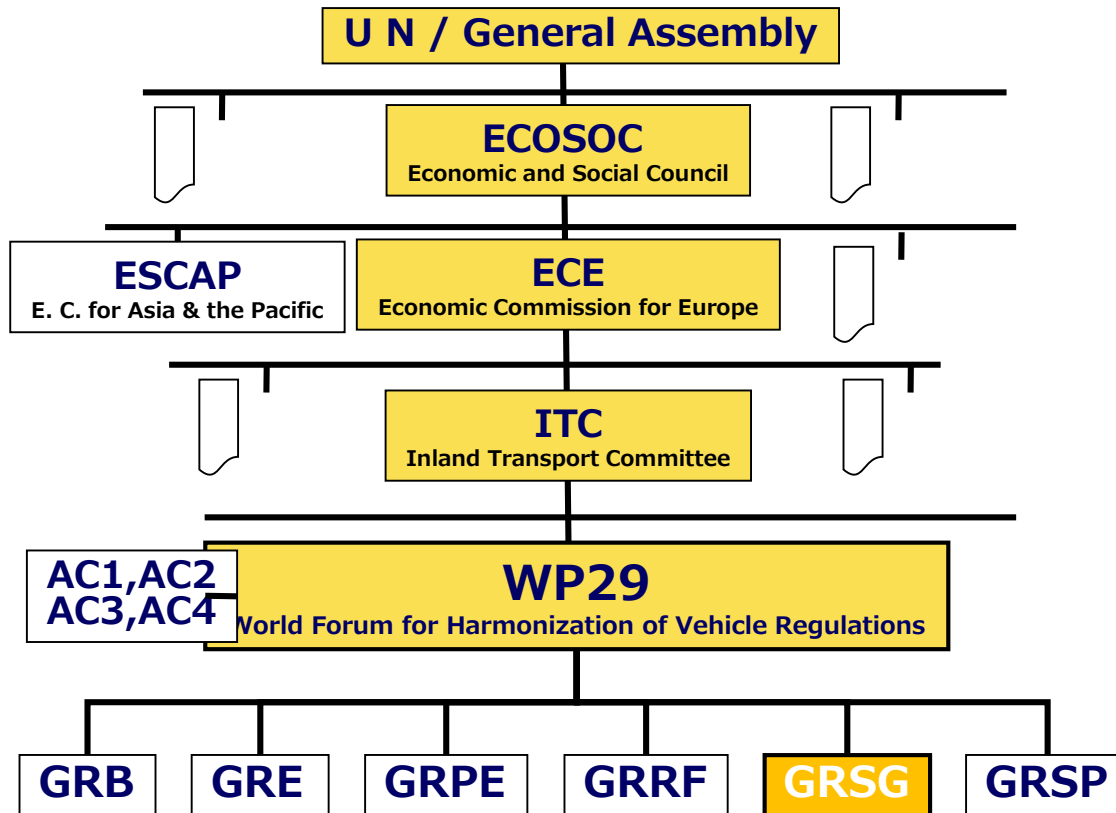 U N / General Assembly
ECOSOC
Economic and Social Council
ESCAP
E. C. for Asia & the Pacific
ECE
Economic Commission for Europe
ITC
Inland Transport Committee
AC1,AC2
AC3,AC4
WP29
World Forum for Harmonization of Vehicle Regulations
GRB
GRE
GRPE
GRRF
GRSG
GRSP